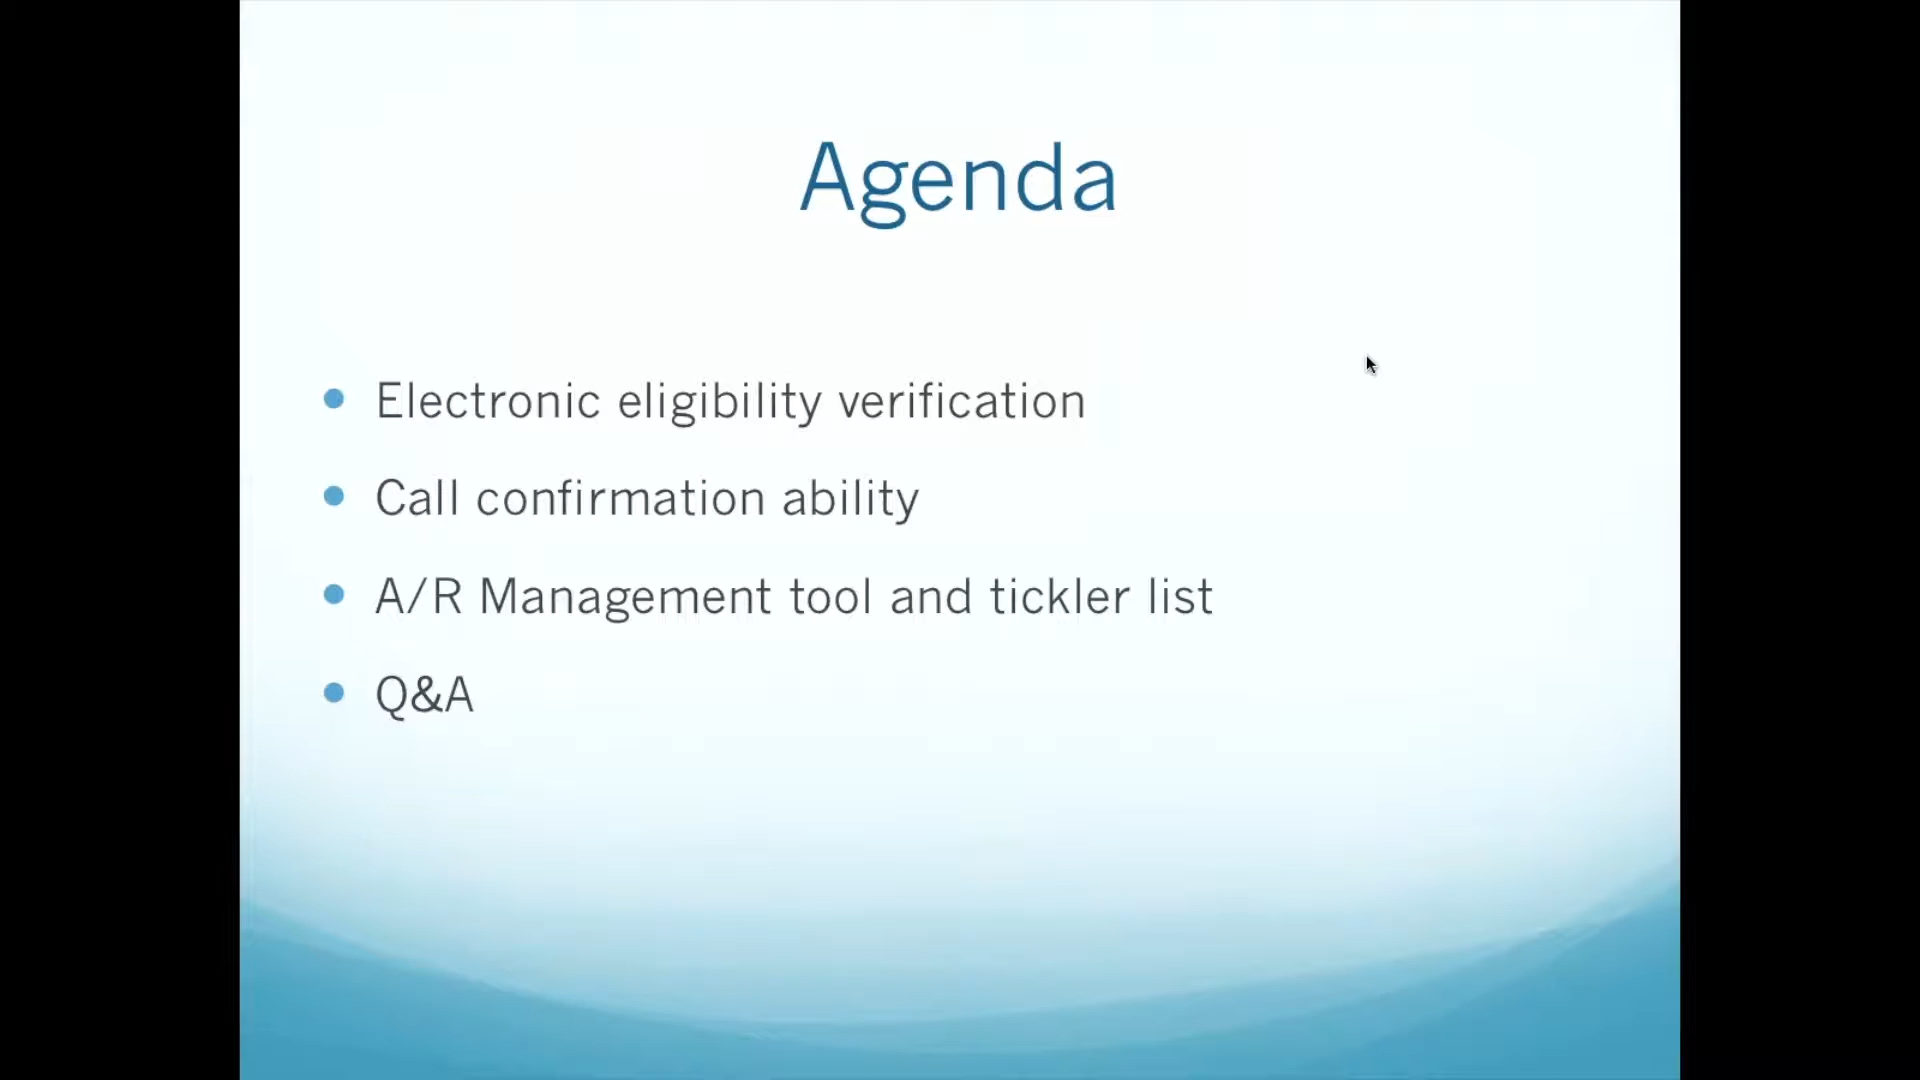 Agenda
Electronic eligibility verification
Call confirmation ability
A/R Management tool and tickler list
Q&A